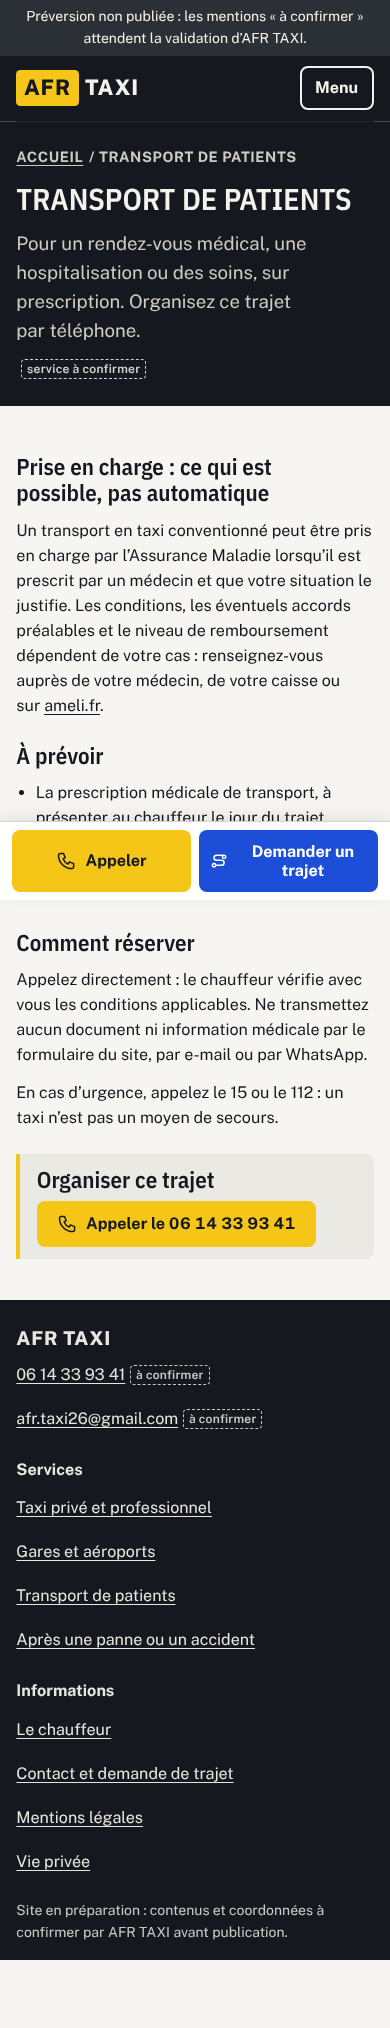 Préversion non publiée : les mentions « à confirmer »
attendent la validation d’AFR TAXI.
AFR TAXI
Menu
ACCUEIL / TRANSPORT DE PATIENTS
TRANSPORT DE PATIENTS
Pour un rendez-vous médical, une
hospitalisation ou des soins, sur
prescription. Organisez ce trajet
par téléphone.
service à confirmer
Prise en charge : ce qui est
possible, pas automatique
Un transport en taxi conventionné peut être pris
en charge par l’Assurance Maladie lorsqu’il est
prescrit par un médecin et que votre situation le
justifie. Les conditions, les éventuels accords
préalables et le niveau de remboursement
dépendent de votre cas : renseignez-vous
auprès de votre médecin, de votre caisse ou
sur ameli.fr.
À prévoir
• La prescription médicale de transport, à
présenter au chauffeur le jour du trajet
Appeler
Demander un
trajet
Comment réserver
Appelez directement : le chauffeur vérifie avec
vous les conditions applicables. Ne transmettez
aucun document ni information médicale par le
formulaire du site, par e-mail ou par WhatsApp.
En cas d’urgence, appelez le 15 ou le 112 : un
taxi n’est pas un moyen de secours.
Organiser ce trajet
Appeler le 06 14 33 93 41
AFR TAXI
06 14 33 93 41 à confirmer
afr.taxi26@gmail.com à confirmer
Services
Taxi privé et professionnel
Gares et aéroports
Transport de patients
Après une panne ou un accident
Informations
Le chauffeur
Contact et demande de trajet
Mentions légales
Vie privée
Site en préparation : contenus et coordonnées à
confirmer par AFR TAXI avant publication.